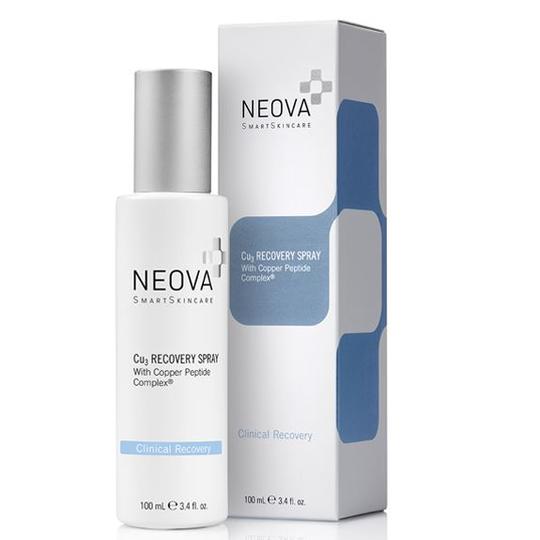 NEOVA
SMARTSKINCARE
Cu3 RECOVERY SPRAY
With Copper Peptide
Complex®
Clinical Recovery
100 mL ℮ 3.4 fl. oz.
NEOVA
SMARTSKINCARE
Cu3 RECOVERY SPRAY
With Copper Peptide
Complex®
Clinical Recovery
100 mL ℮ 3.4 fl. oz.